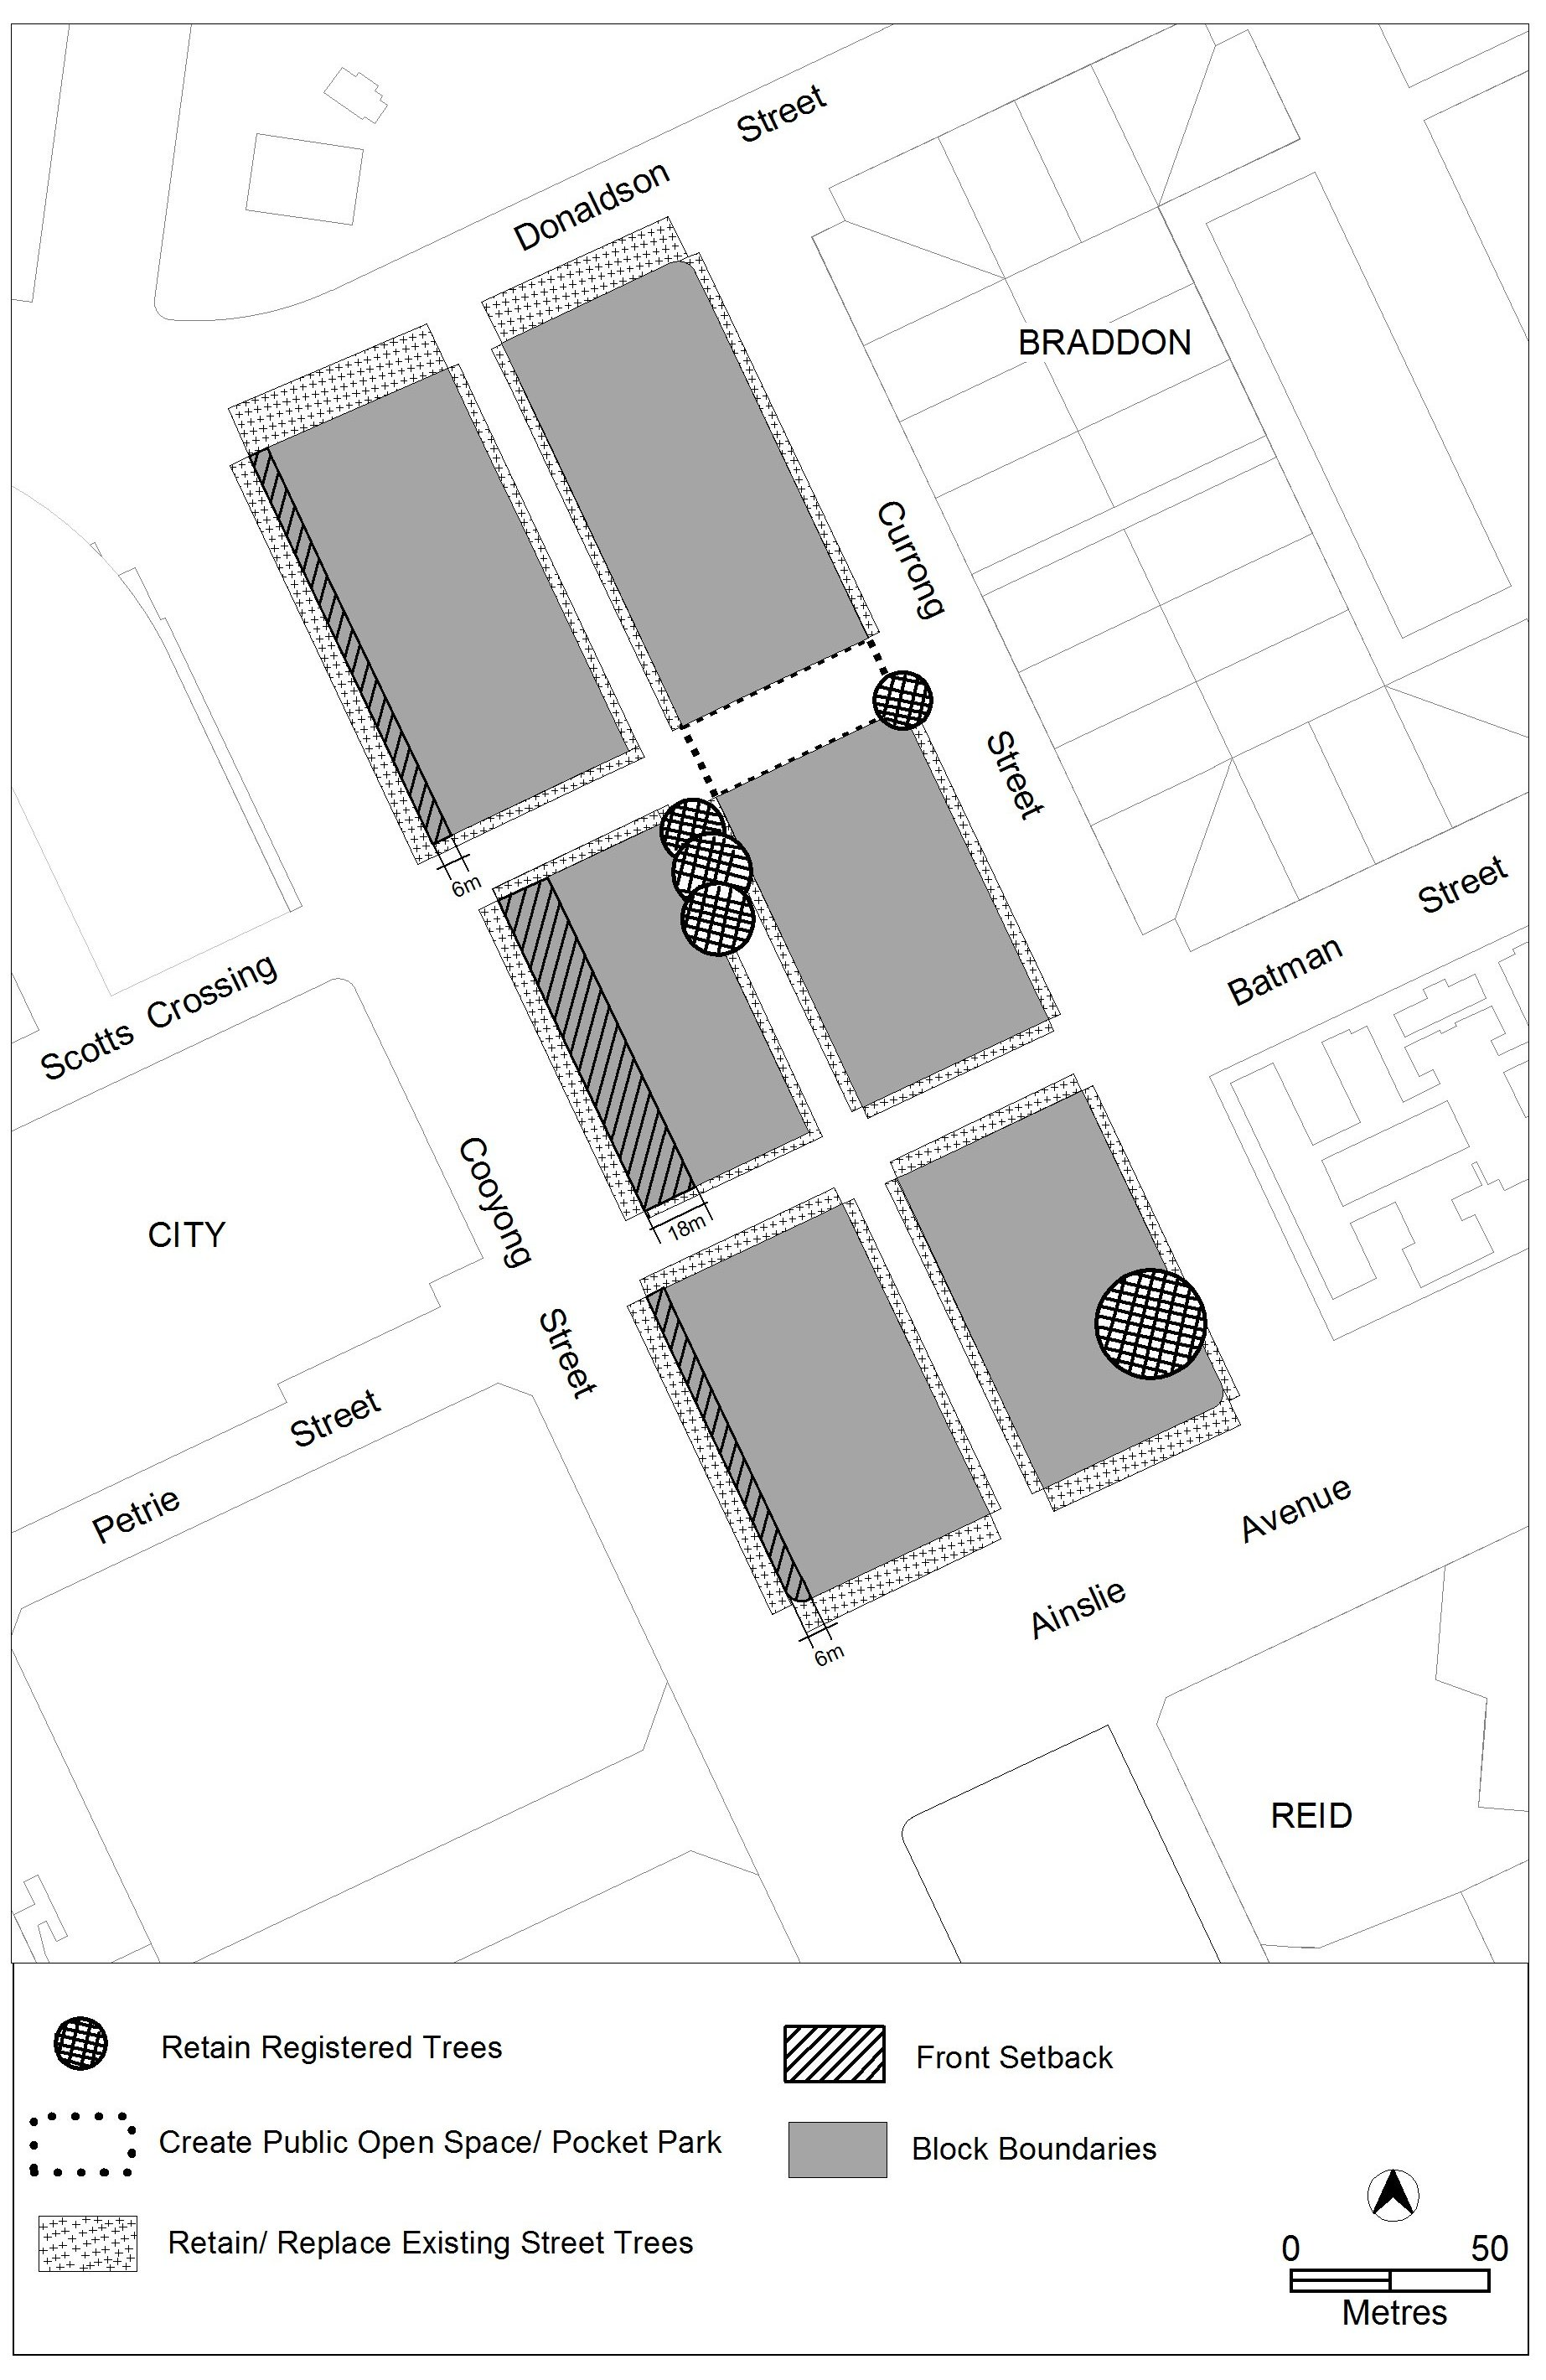 Donaldson Street
BRADDON
Currong Street
6m
Batman Street
Scotts Crossing
CITY
Cooyong Street
18m
Petrie Street
Ainslie Avenue
6m
REID
Retain Registered Trees
Front Setback
Create Public Open Space/ Pocket Park
Block Boundaries
Retain/ Replace Existing Street Trees
0 50
Metres